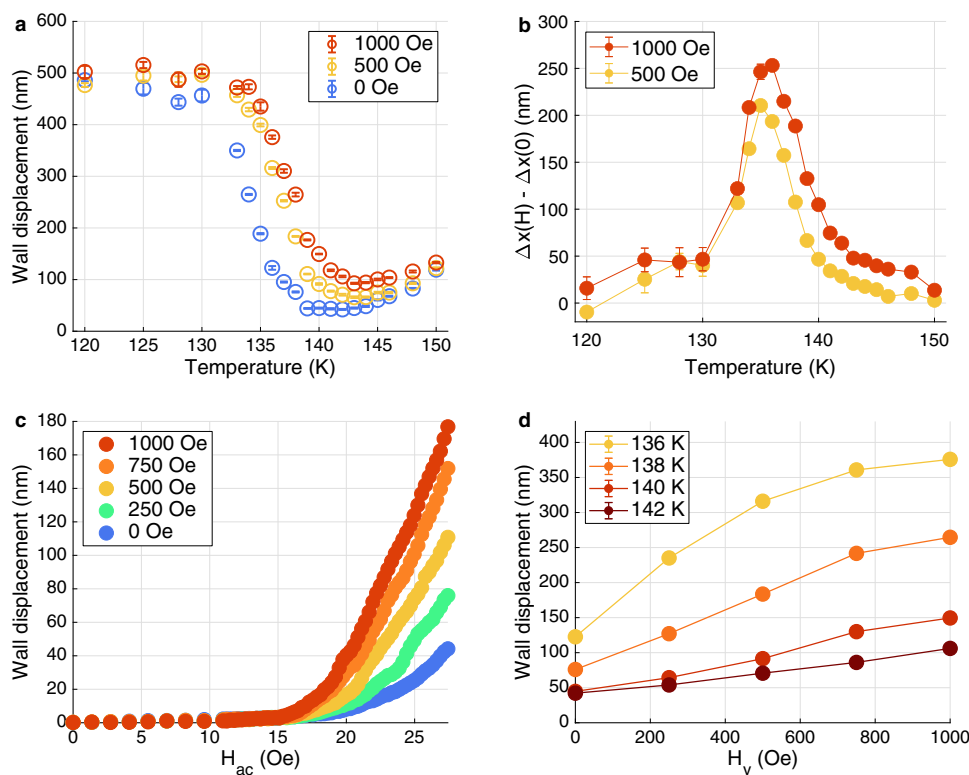 a
Wall displacement (nm)
600
500
400
300
200
100
0
120 125 130 135 140 145 150
Temperature (K)
1000 Oe
500 Oe
0 Oe
b
Δx(H) - Δx(0) (nm)
250
200
150
100
50
0
120 130 140 150
Temperature (K)
1000 Oe
500 Oe
c
Wall displacement (nm)
180
160
140
120
100
80
60
40
20
0
0 5 10 15 20 25
H_ac (Oe)
1000 Oe
750 Oe
500 Oe
250 Oe
0 Oe
d
Wall displacement (nm)
400
350
300
250
200
150
100
50
0
0 200 400 600 800 1000
H_y (Oe)
136 K
138 K
140 K
142 K